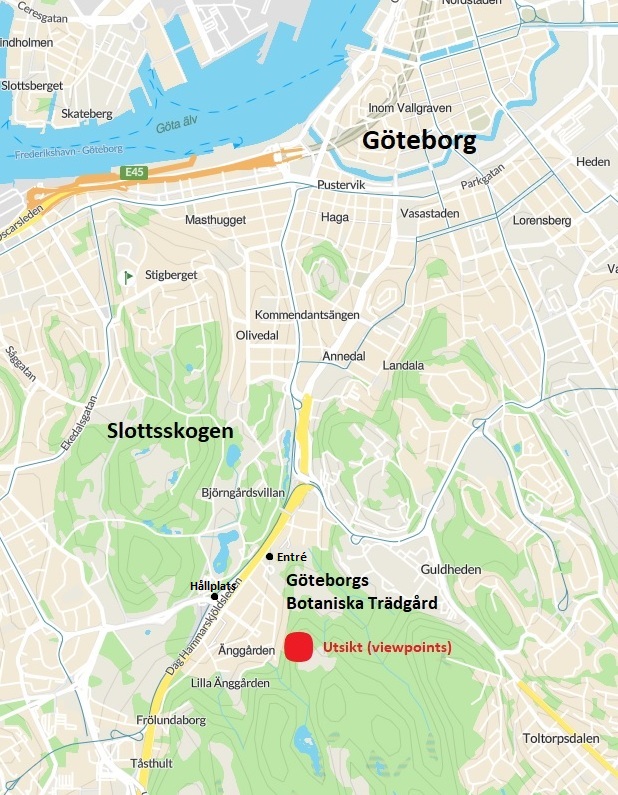 Ceresgatan
Nordstaden
indholmen
Slottsberget
Skateberg
Inom Vallgraven
Göta älv
Göteborg
Frederikshavn - Göteborg
E45
Heden
Parkgatan
Pustervik
Oscarsleden
Masthugget
Haga
Vasastaden
Lorensberg
Stigberget
Va
Kommendantsängen
Olivedal
Annedal
Landala
Såggatan
Ekedalsgatan
Slottsskogen
Björngårdsvillan
Entré
Guldheden
Hållplats
Göteborgs
Botaniska Trädgård
Dag Hammarskjöldsleden
Änggården
Utsikt (viewpoints)
Lilla Änggården
Frölundaborg
Toltorpsdalen
Tåsthult